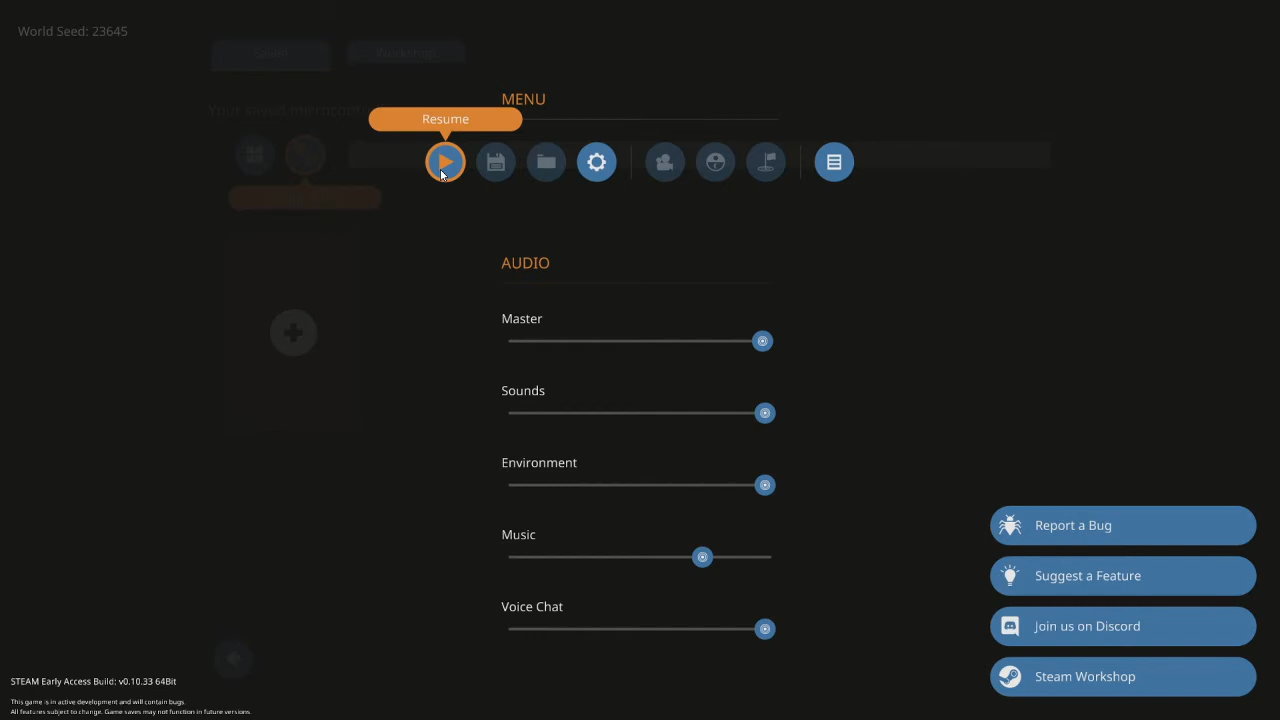 World Seed: 23645
Workshop
MENU
Resume
AUDIO
Master
Sounds
Environment
Music
Voice Chat
Report a Bug
Suggest a Feature
Join us on Discord
Steam Workshop
STEAM Early Access Build: v0.10.33 64Bit
This game is in active development and will contain bugs.
All features subject to change. Game saves may not function in future versions.